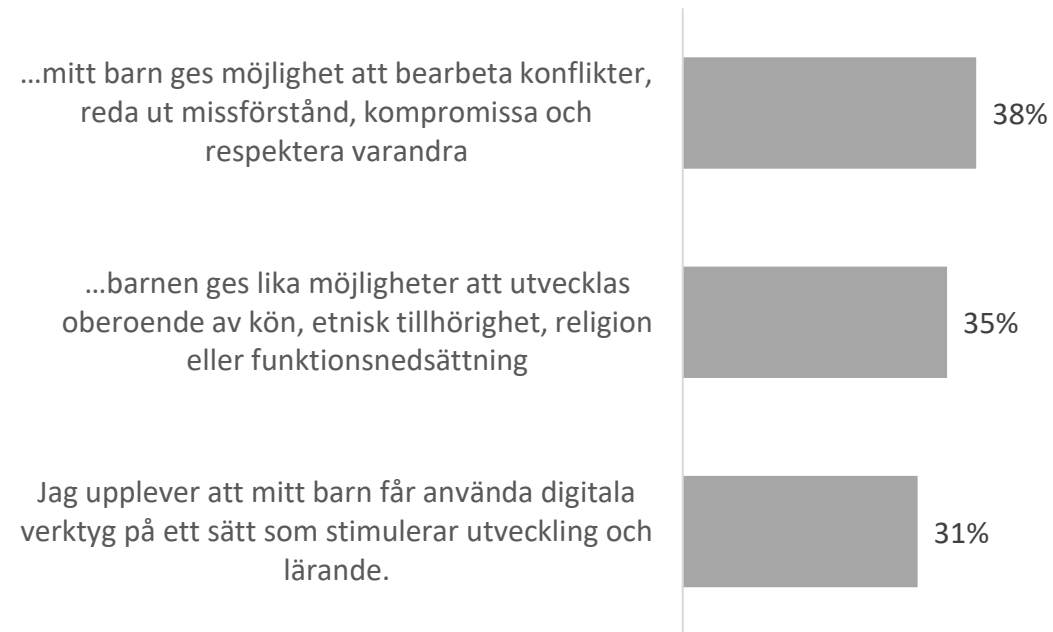 ...mitt barn ges möjlighet att bearbeta konflikter,
reda ut missförstånd, kompromissa och
respektera varandra
38%
...barnen ges lika möjligheter att utvecklas
oberoende av kön, etnisk tillhörighet, religion
eller funktionsnedsättning
35%
Jag upplever att mitt barn får använda digitala
verktyg på ett sätt som stimulerar utveckling och
lärande.
31%